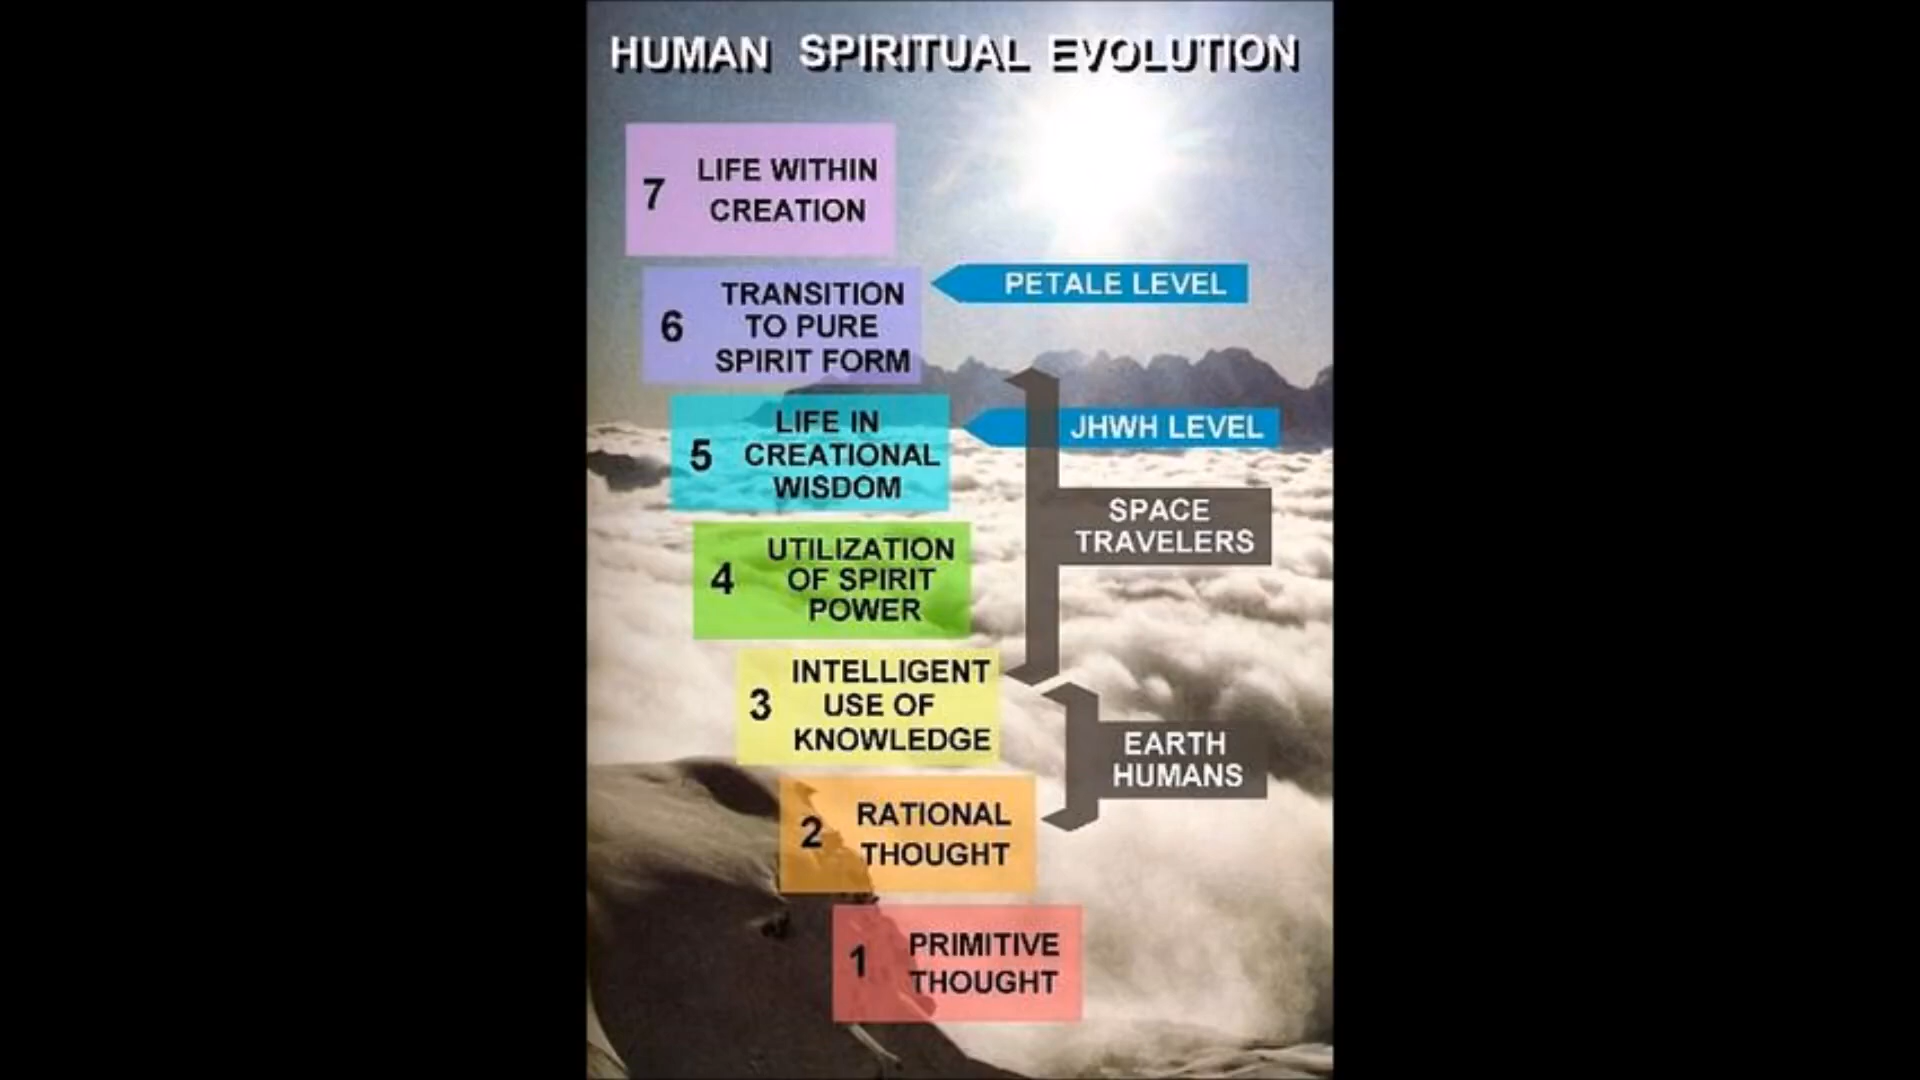 HUMAN SPIRITUAL EVOLUTION
7
LIFE WITHIN
CREATION
PETALE LEVEL
6
TRANSITION
TO PURE
SPIRIT FORM
JHWH LEVEL
5
LIFE IN
CREATIONAL
WISDOM
SPACE
TRAVELERS
4
UTILIZATION
OF SPIRIT
POWER
3
INTELLIGENT
USE OF
KNOWLEDGE
EARTH
HUMANS
2
RATIONAL
THOUGHT
1
PRIMITIVE
THOUGHT